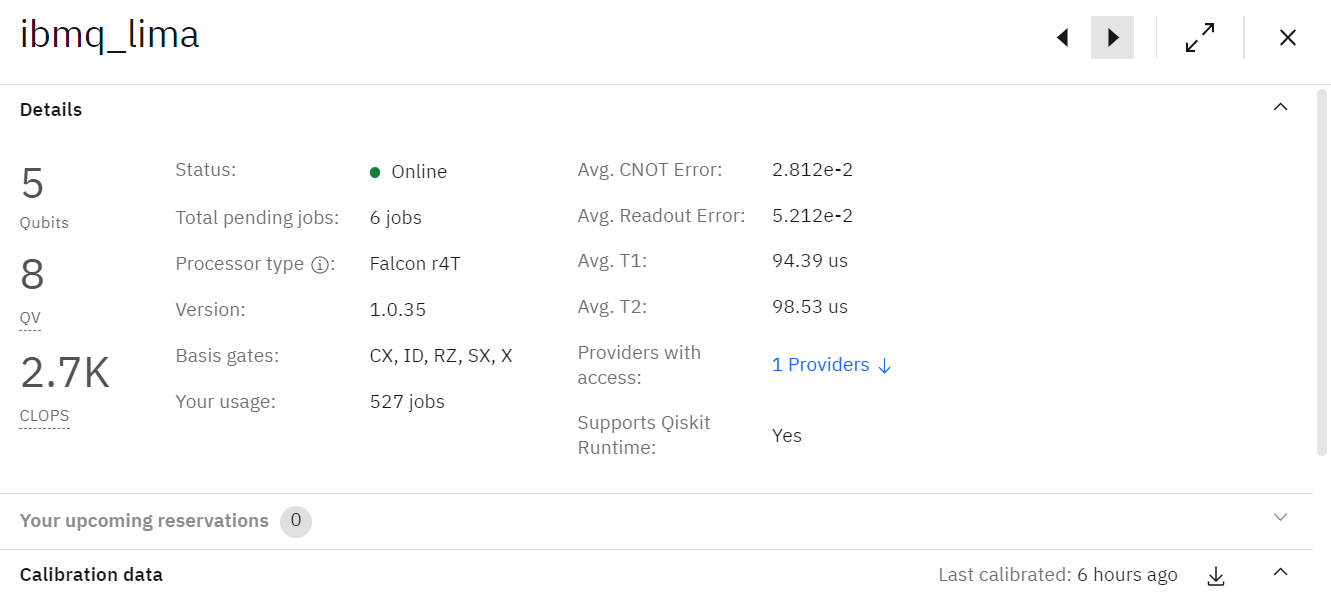 ibmq_lima
Details
5
Qubits
8
QV
2.7K
CLOPS
Status: Online
Total pending jobs: 6 jobs
Processor type : Falcon r4T
Version: 1.0.35
Basis gates: CX, ID, RZ, SX, X
Your usage: 527 jobs
Avg. CNOT Error: 2.812e-2
Avg. Readout Error: 5.212e-2
Avg. T1: 94.39 us
Avg. T2: 98.53 us
Providers with
access:
1 Providers ↓
Supports Qiskit
Runtime:
Yes
Your upcoming reservations 0
Calibration data
Last calibrated: 6 hours ago